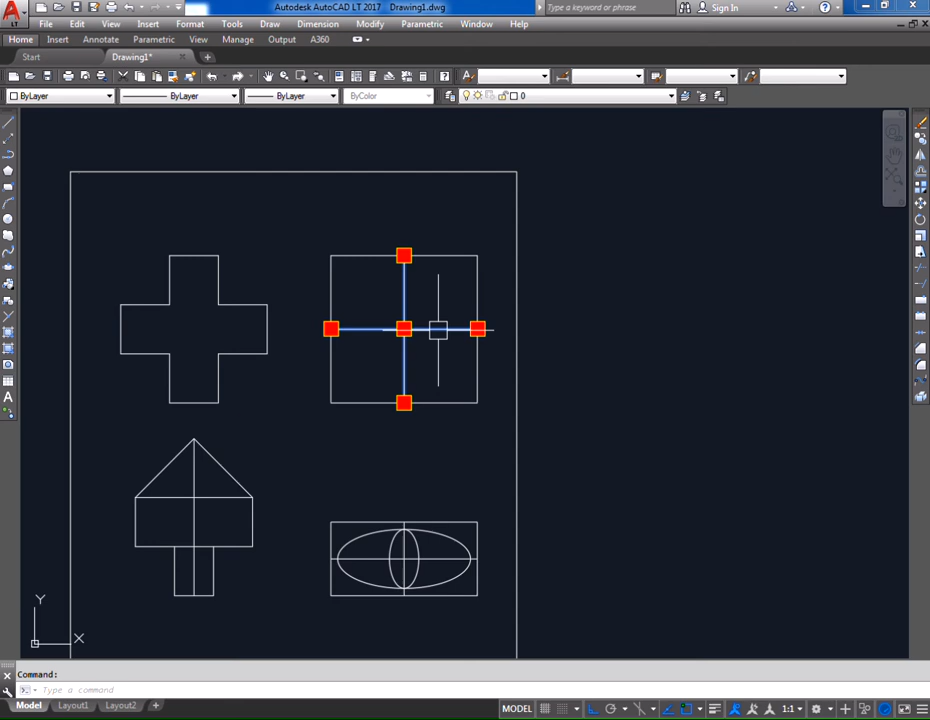 Autodesk AutoCAD LT 2017 Drawing1.dwg
Type a keyword or phrase
Sign In
LT
File Edit View Insert Format Tools Draw Dimension Modify Parametric Window Help
Home Insert Annotate Parametric View Manage Output A360
Start Drawing1*
ByLayer ByLayer ByLayer ByColor 0
Y
X
Command:
Type a command
Model Layout1 Layout2 + MODEL 1:1